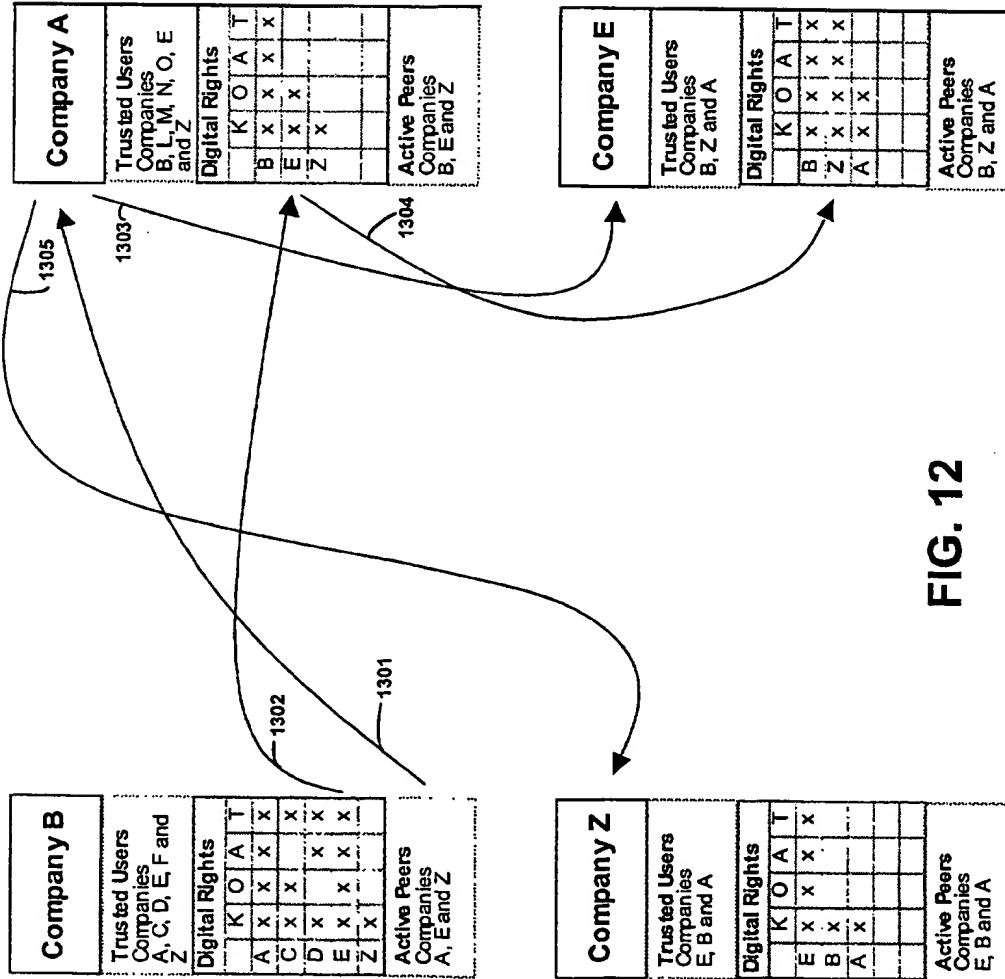 Company B
Trusted Users
Companies
A, C, D, E, F and
Z
Digital Rights
K O A T
A x x x x
C x x x
D x x x
E x x x x
Z x
Active Peers
Companies
A, E and Z
1302
1301
1305
1303
1304
Company A
Trusted Users
Companies
B, L, M, N, O, E
and Z
Digital Rights
K O A T
B x x x x
E x x
Z x
Active Peers
Companies
B, E and Z
Company Z
Trusted Users
Companies
E, B and A
Digital Rights
K O A T
E x x x x
B x
A x
Active Peers
Companies
E, B and A
Company E
Trusted Users
Companies
B, Z and A
Digital Rights
K O A T
B x x x x
Z x x x x
A x x
Active Peers
Companies
B, Z and A
FIG. 12